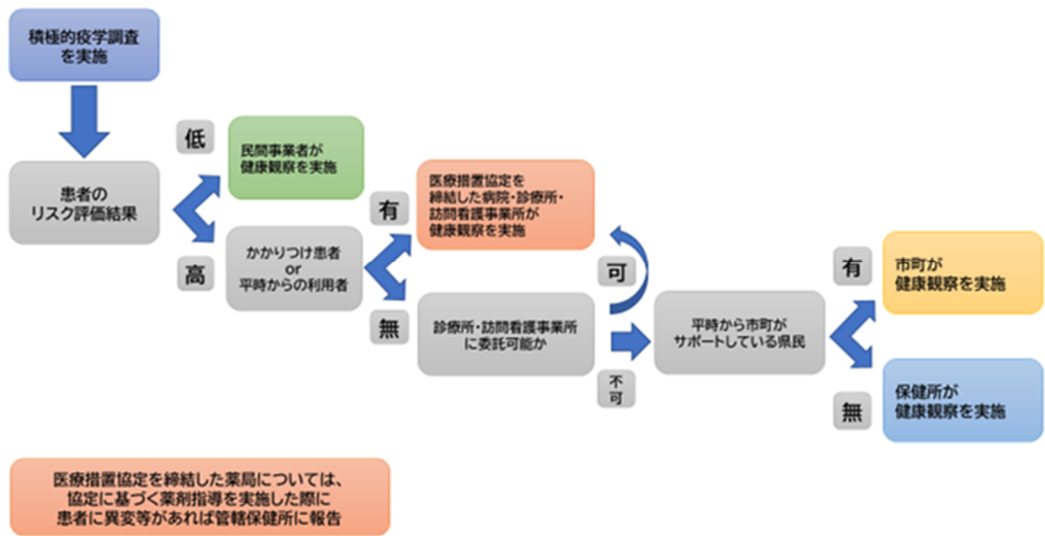 積極的疫学調査
を実施
患者の
リスク評価結果
低
民間事業者が
健康観察を実施
高
かかりつけ患者
or
平時からの利用者
有
医療措置協定を
締結した病院・診療所・
訪問看護事業所が
健康観察を実施
無
診療所・訪問看護事業所
に委託可能か
可
不
可
平時から市町が
サポートしている県民
有
市町が
健康観察を実施
無
保健所が
健康観察を実施
医療措置協定を締結した薬局については、
協定に基づく薬剤指導を実施した際に
患者に異変等があれば管轄保健所に報告